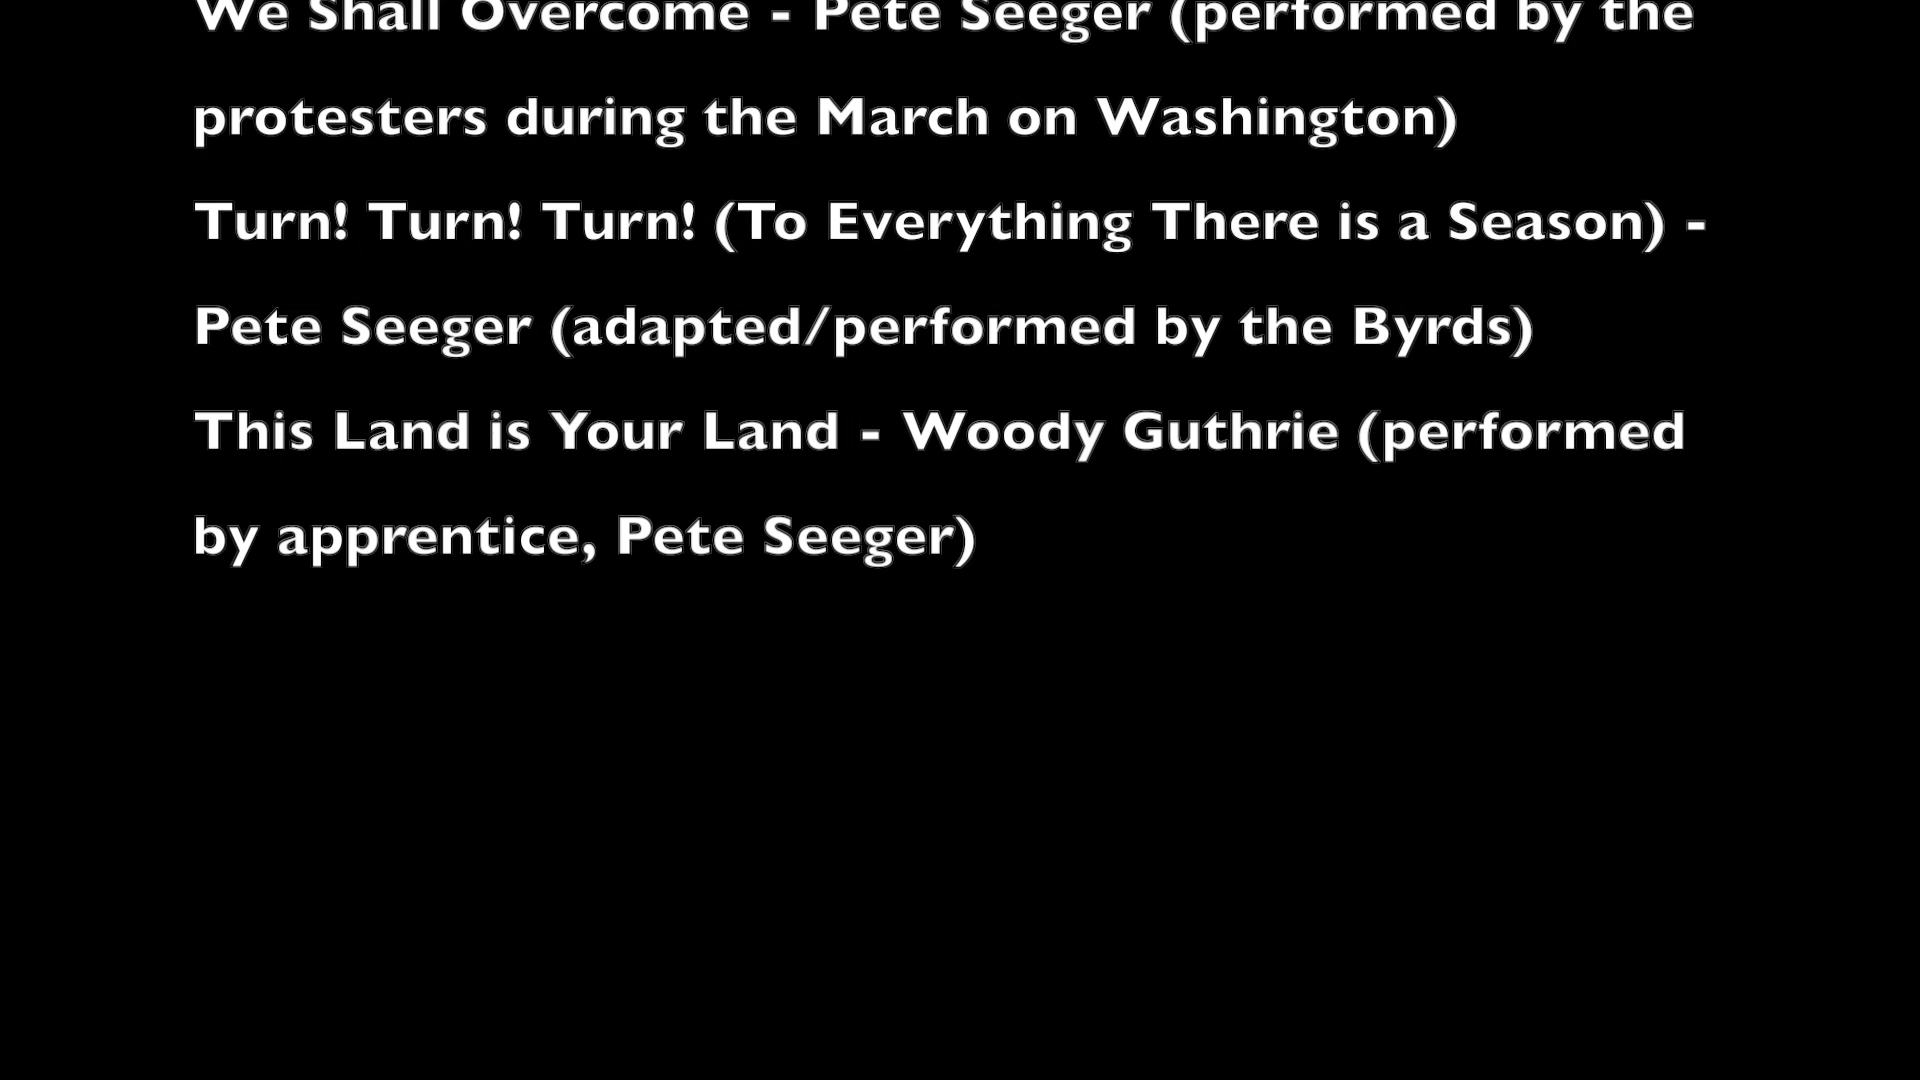 We Shall Overcome - Pete Seeger (performed by the
protesters during the March on Washington)
Turn! Turn! Turn! (To Everything There is a Season) -
Pete Seeger (adapted/performed by the Byrds)
This Land is Your Land - Woody Guthrie (performed
by apprentice, Pete Seeger)